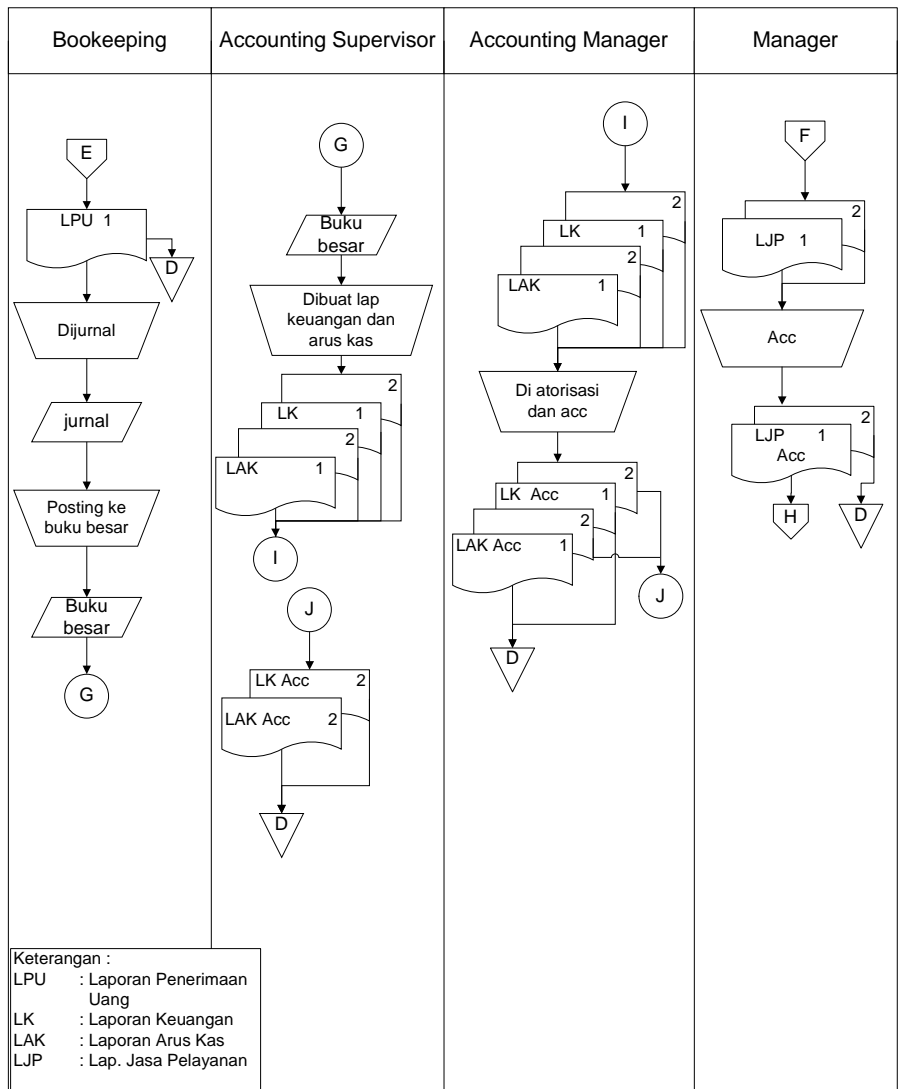 Bookeeping
Accounting Supervisor
Accounting Manager
Manager
E
LPU 1
D
Dijurnal
jurnal
Posting ke
buku besar
Buku
besar
G
G
Buku
besar
Dibuat lap
keuangan dan
arus kas
2
LK 1
2
LAK 1
I
J
LK Acc 2
LAK Acc 2
D
I
2
LK 1
2
LAK 1
Di atorisasi
dan acc
2
LK Acc 1
2
LAK Acc 1
J
D
F
2
LJP 1
Acc
2
LJP 1
Acc
H
D
Keterangan :
LPU : Laporan Penerimaan
Uang
LK : Laporan Keuangan
LAK : Laporan Arus Kas
LJP : Lap. Jasa Pelayanan